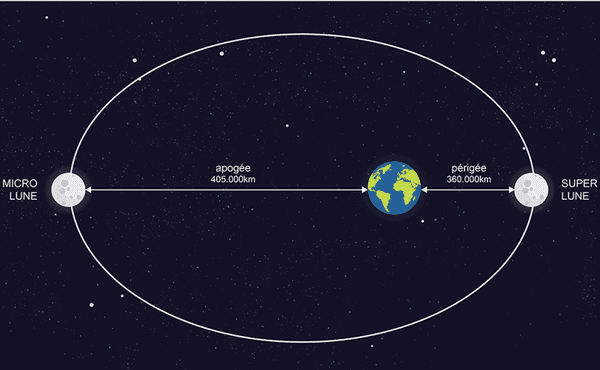 MICRO
LUNE
apogée
405.000km
périgée
360.000km
SUPER
LUNE